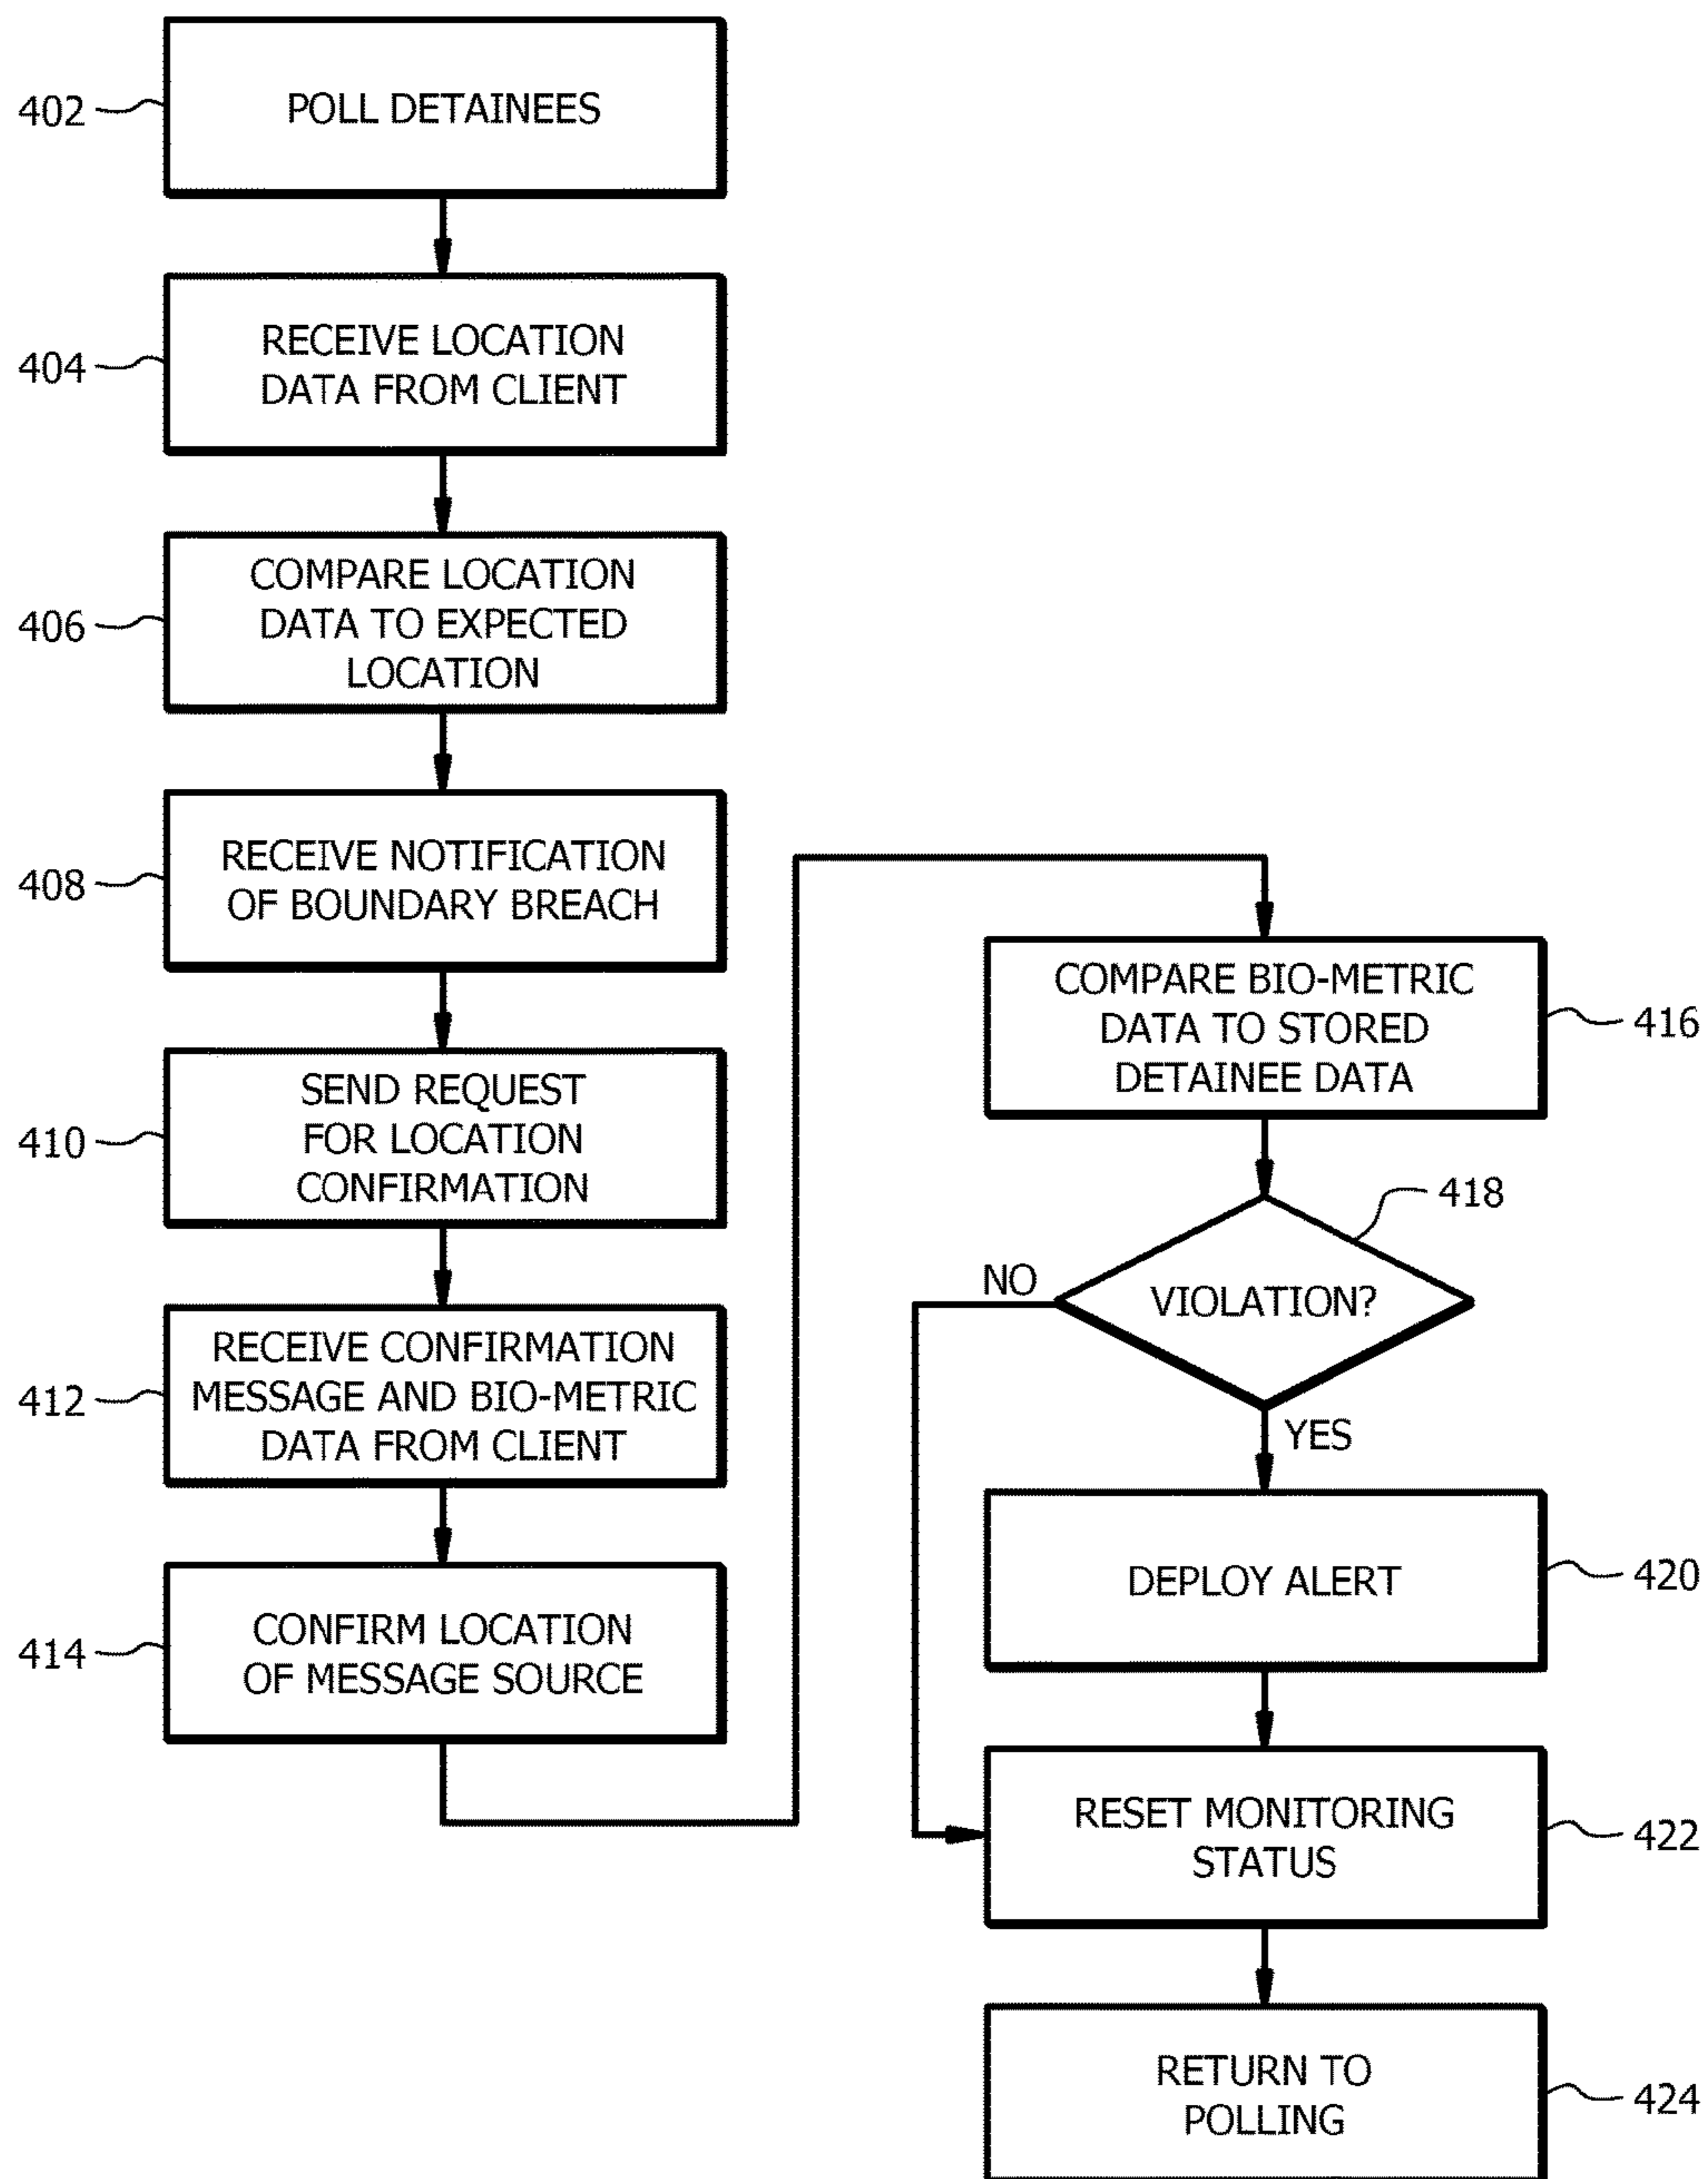 402
POLL DETAINEES
404
RECEIVE LOCATION
DATA FROM CLIENT
406
COMPARE LOCATION
DATA TO EXPECTED
LOCATION
408
RECEIVE NOTIFICATION
OF BOUNDARY BREACH
410
SEND REQUEST
FOR LOCATION
CONFIRMATION
412
RECEIVE CONFIRMATION
MESSAGE AND BIO-METRIC
DATA FROM CLIENT
414
CONFIRM LOCATION
OF MESSAGE SOURCE
COMPARE BIO-METRIC
DATA TO STORED
DETAINEE DATA
416
418
NO
VIOLATION?
YES
DEPLOY ALERT
420
RESET MONITORING
STATUS
422
RETURN TO
POLLING
424